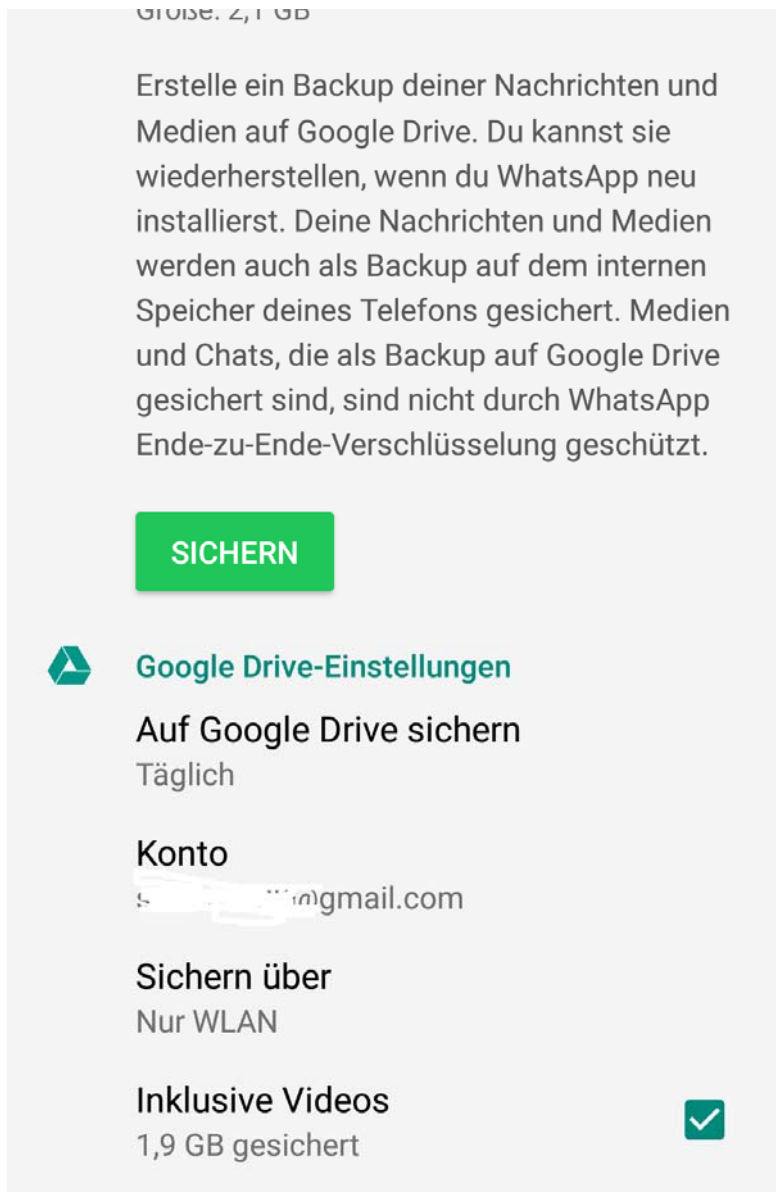 Größe: 2,1 GB
Erstelle ein Backup deiner Nachrichten und
Medien auf Google Drive. Du kannst sie
wiederherstellen, wenn du WhatsApp neu
installierst. Deine Nachrichten und Medien
werden auch als Backup auf dem internen
Speicher deines Telefons gesichert. Medien
und Chats, die als Backup auf Google Drive
gesichert sind, sind nicht durch WhatsApp
Ende-zu-Ende-Verschlüsselung geschützt.
SICHERN
Google Drive-Einstellungen
Auf Google Drive sichern
Täglich
Konto
@gmail.com
Sichern über
Nur WLAN
Inklusive Videos
1,9 GB gesichert